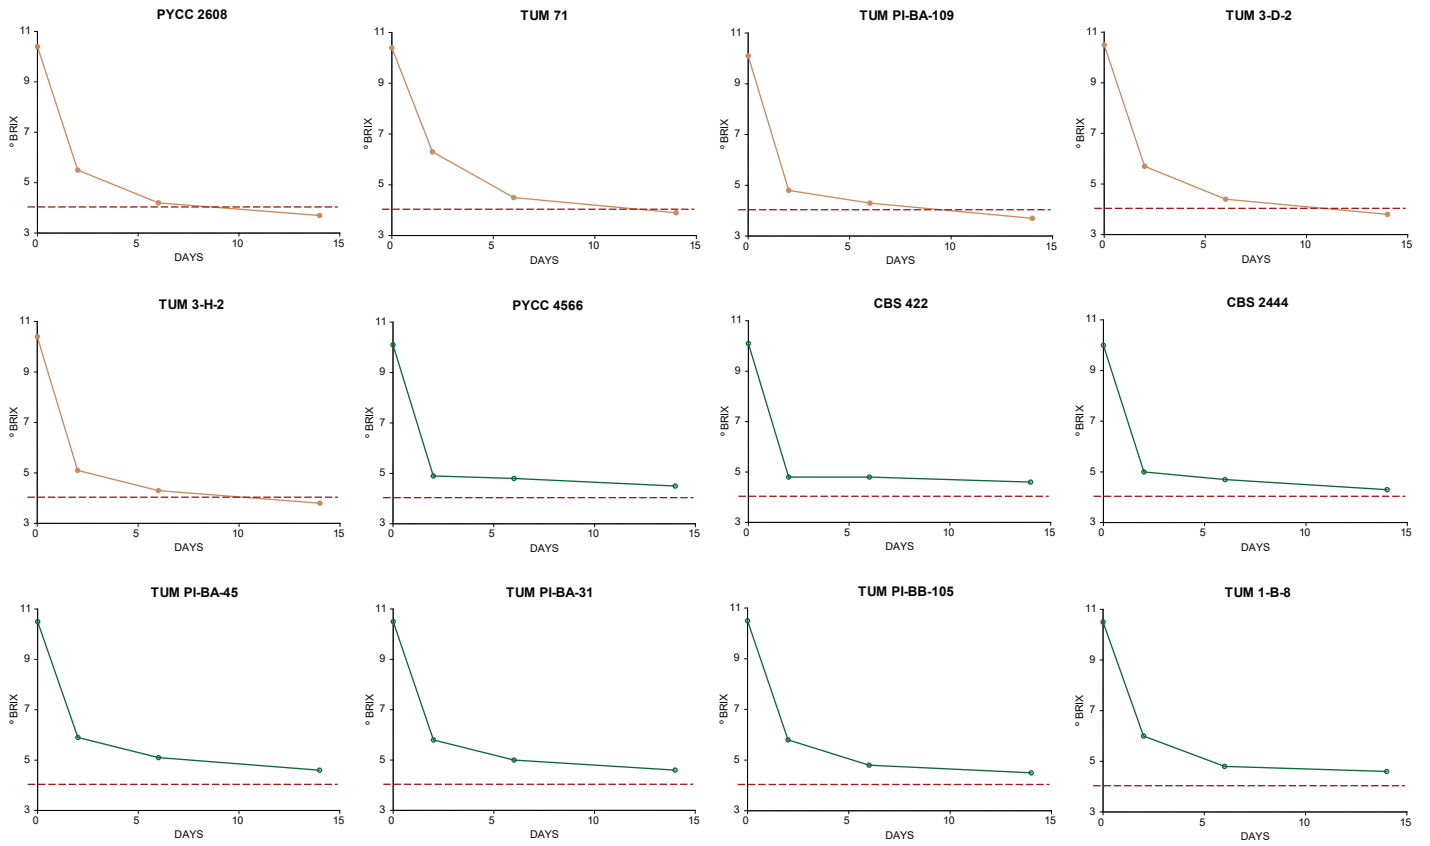 PYCC 2608
11
9
7
5
3
º BRIX
0 5 10 15
DAYS
TUM 71
11
9
7
5
3
º BRIX
0 5 10 15
DAYS
TUM PI-BA-109
11
9
7
5
3
º BRIX
0 5 10 15
DAYS
TUM 3-D-2
11
9
7
5
3
º BRIX
0 5 10 15
DAYS
TUM 3-H-2
11
9
7
5
3
º BRIX
0 5 10 15
DAYS
PYCC 4566
11
9
7
5
3
º BRIX
0 5 10 15
DAYS
CBS 422
11
9
7
5
3
º BRIX
0 5 10 15
DAYS
CBS 2444
11
9
7
5
3
º BRIX
0 5 10 15
DAYS
TUM PI-BA-45
11
9
7
5
3
º BRIX
0 5 10 15
DAYS
TUM PI-BA-31
11
9
7
5
3
º BRIX
0 5 10 15
DAYS
TUM PI-BB-105
11
9
7
5
3
º BRIX
0 5 10 15
DAYS
TUM 1-B-8
11
9
7
5
3
º BRIX
0 5 10 15
DAYS